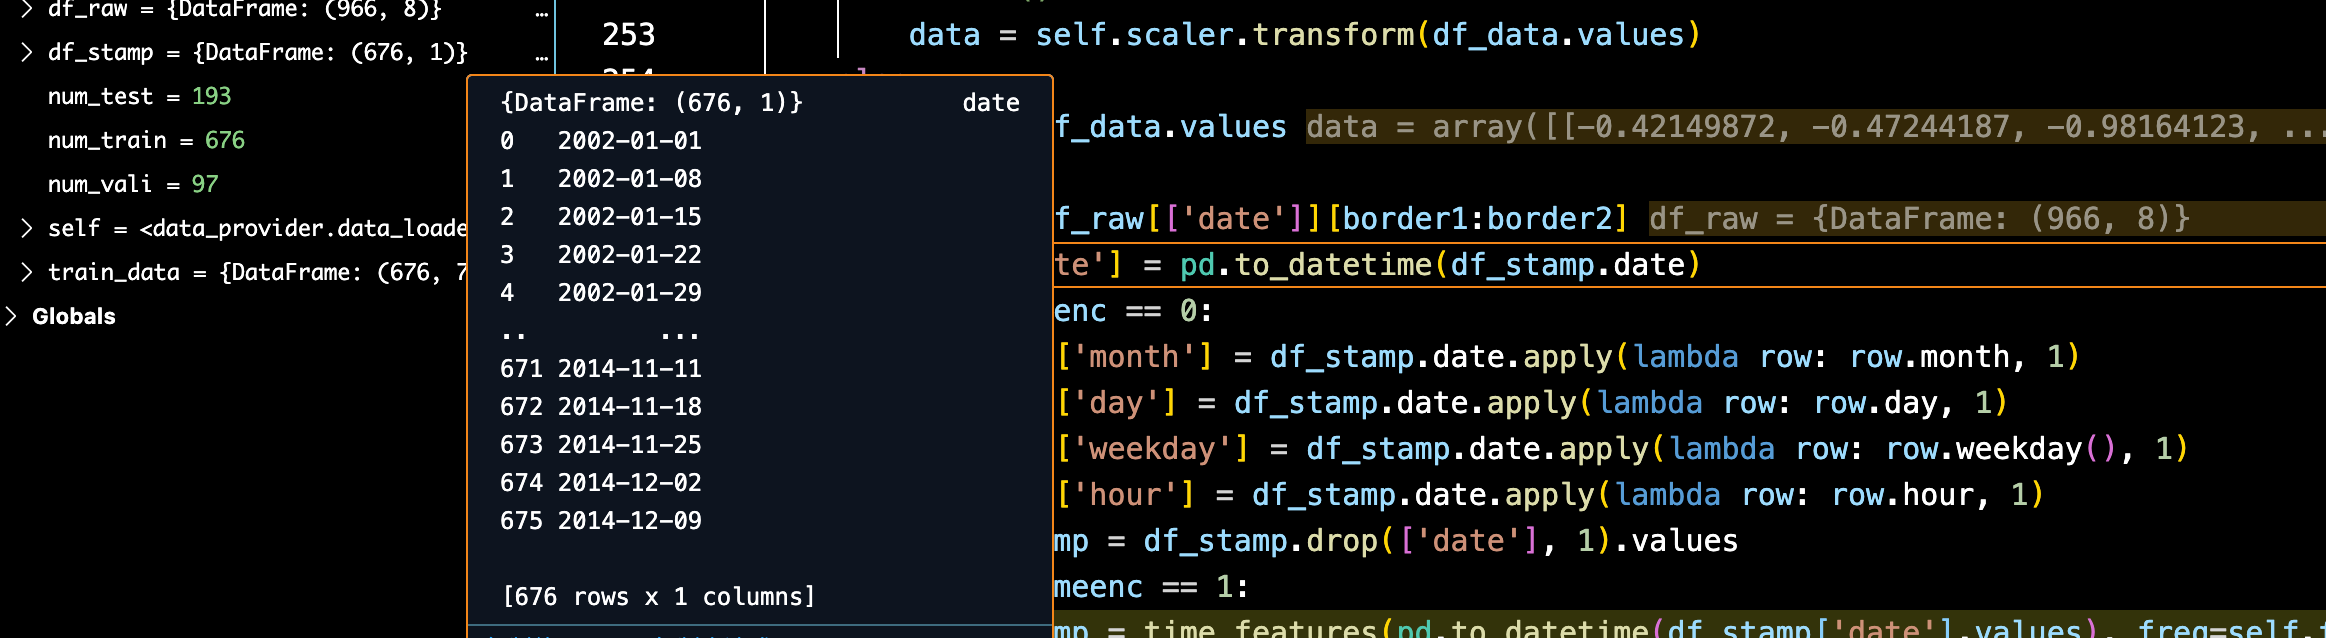 df_raw = {DataFrame: (966, 8)} …
df_stamp = {DataFrame: (676, 1)} …
num_test = 193
num_train = 676
num_vali = 97
self = <data_provider.data_loade
train_data = {DataFrame: (676, 7
Globals
{DataFrame: (676, 1)} date
0 2002-01-01
1 2002-01-08
2 2002-01-15
3 2002-01-22
4 2002-01-29
.. ...
671 2014-11-11
672 2014-11-18
673 2014-11-25
674 2014-12-02
675 2014-12-09
[676 rows x 1 columns]
253 data = self.scaler.transform(df_data.values)
254
f_data.values data = array([[-0.42149872, -0.47244187, -0.98164123, ...
f_raw[['date']][border1:border2] df_raw = {DataFrame: (966, 8)}
te'] = pd.to_datetime(df_stamp.date)
enc == 0:
['month'] = df_stamp.date.apply(lambda row: row.month, 1)
['day'] = df_stamp.date.apply(lambda row: row.day, 1)
['weekday'] = df_stamp.date.apply(lambda row: row.weekday(), 1)
['hour'] = df_stamp.date.apply(lambda row: row.hour, 1)
mp = df_stamp.drop(['date'], 1).values
meenc == 1:
mp = time_features(pd.to_datetime(df_stamp['date'].values), freq=self.f